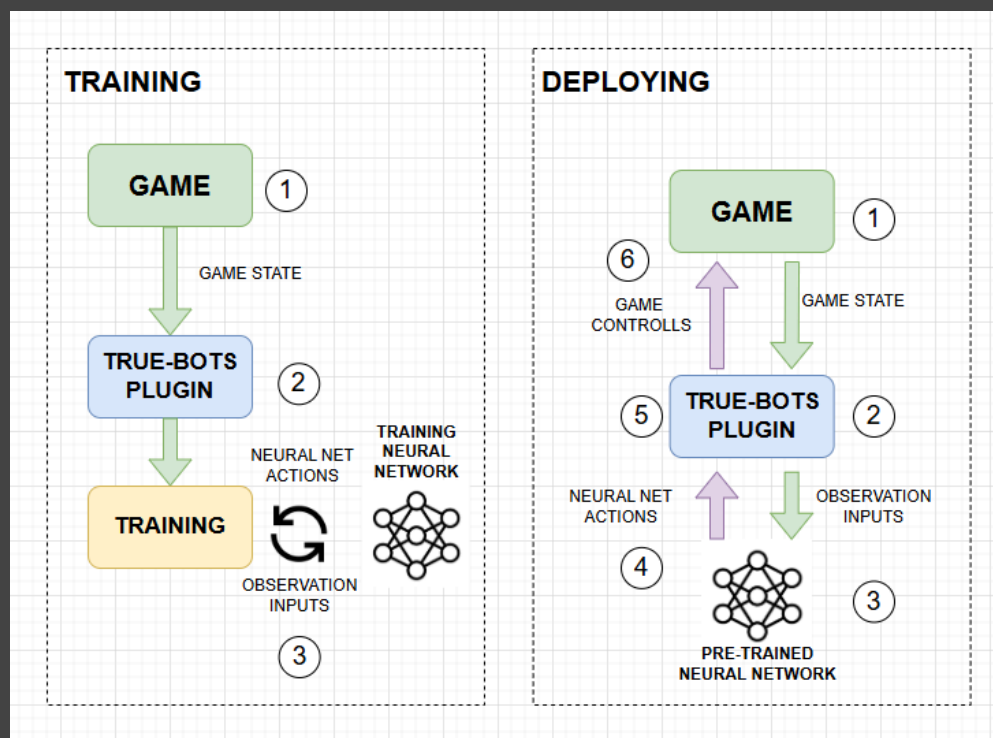 TRAINING
GAME
1
GAME STATE
TRUE-BOTS
PLUGIN
2
TRAINING
NEURAL NET
ACTIONS
OBSERVATION
INPUTS
3
TRAINING
NEURAL
NETWORK
DEPLOYING
GAME
1
6
GAME
CONTROLLS
GAME STATE
5
TRUE-BOTS
PLUGIN
2
NEURAL NET
ACTIONS
4
OBSERVATION
INPUTS
3
PRE-TRAINED
NEURAL NETWORK